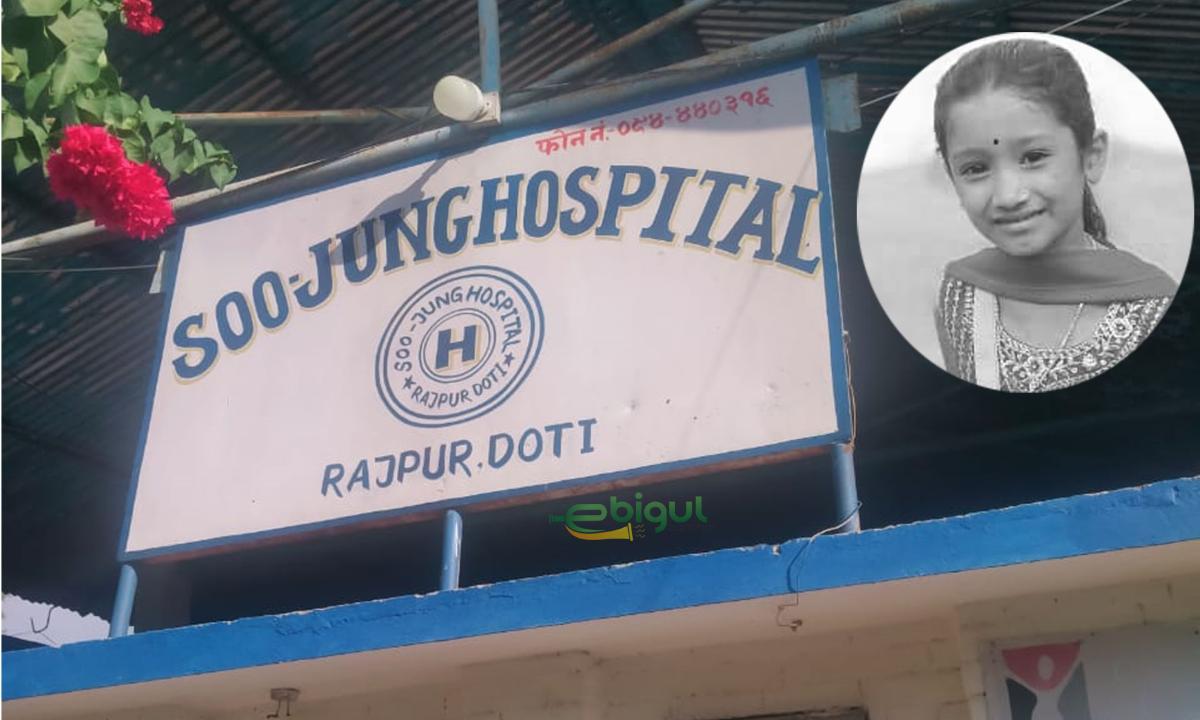 फोन नं:-०९४-४४०३१६
SOO-JUNG HOSPITAL
SOO-JUNG HOSPITAL
H
★RAJPUR DOTI★
RAJPUR, DOTI
ebigul